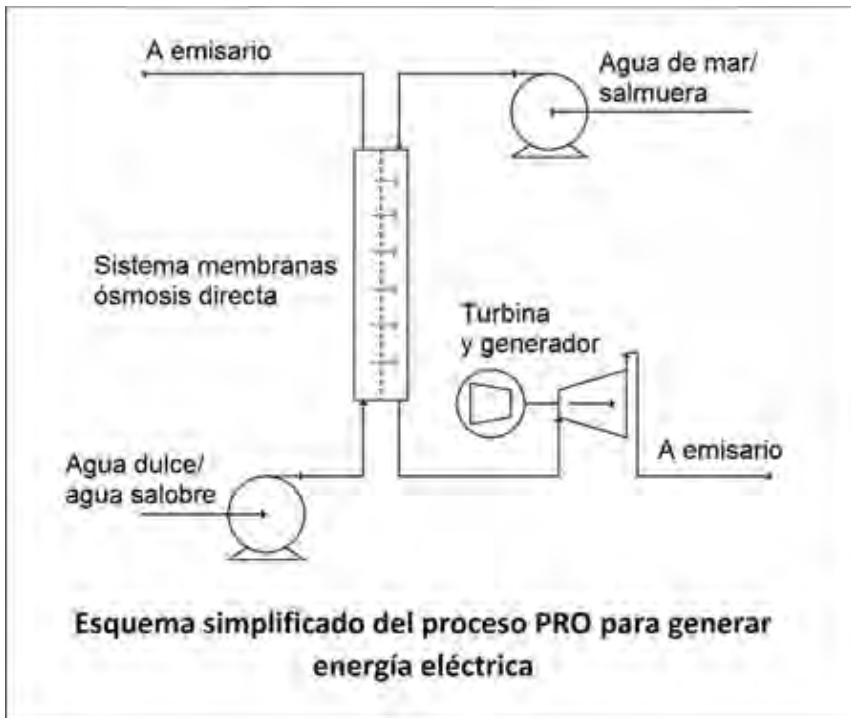 A emisario
Agua de mar/
salmuera
Sistema membranas
ósmosis directa
Turbina
y generador
A emisario
Agua dulce/
agua salobre
Esquema simplificado del proceso PRO para generar
energía eléctrica